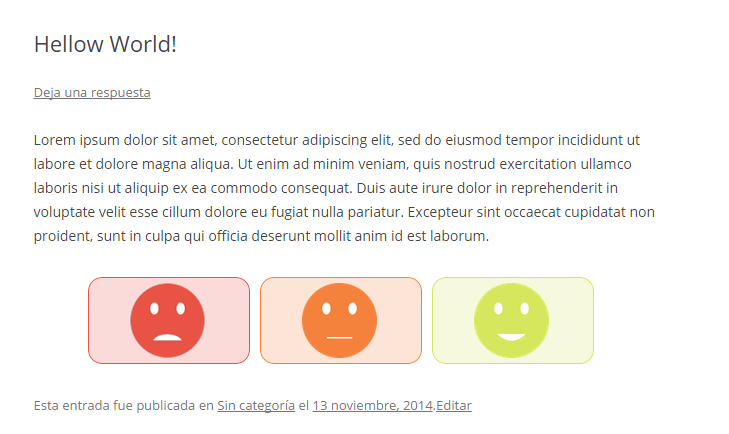 Hellow World!
Deja una respuesta
Lorem ipsum dolor sit amet, consectetur adipiscing elit, sed do eiusmod tempor incididunt ut
labore et dolore magna aliqua. Ut enim ad minim veniam, quis nostrud exercitation ullamco
laboris nisi ut aliquip ex ea commodo consequat. Duis aute irure dolor in reprehenderit in
voluptate velit esse cillum dolore eu fugiat nulla pariatur. Excepteur sint occaecat cupidatat non
proident, sunt in culpa qui officia deserunt mollit anim id est laborum.
Esta entrada fue publicada en Sin categoría el 13 noviembre, 2014.Editar